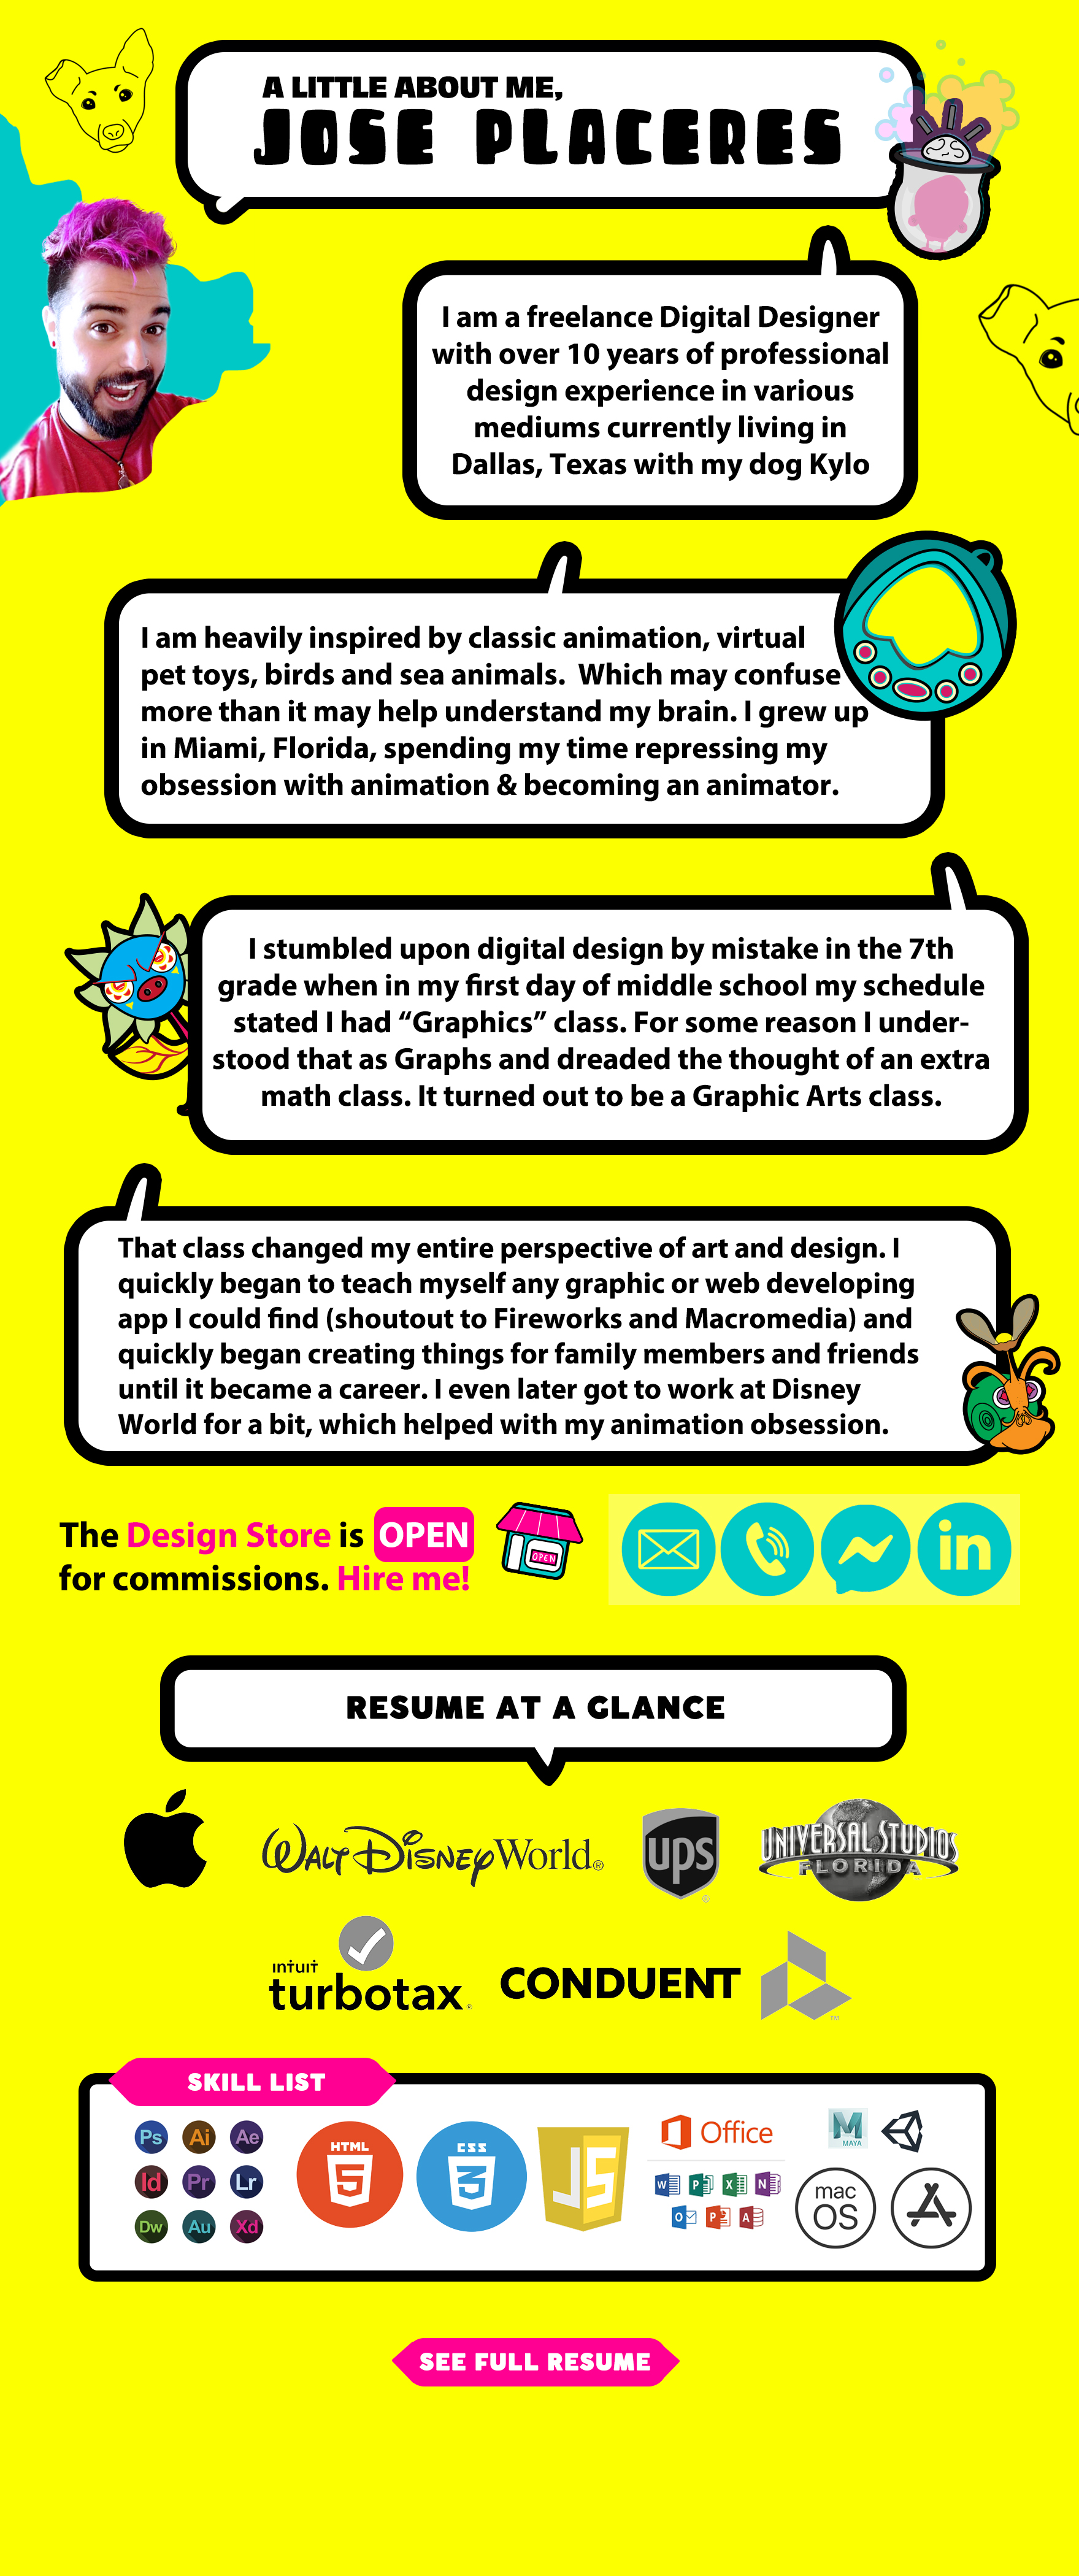 A LITTLE ABOUT ME,
JOSE PLACERES
I am a freelance Digital Designer
with over 10 years of professional
design experience in various
mediums currently living in
Dallas, Texas with my dog Kylo
I am heavily inspired by classic animation, virtual
pet toys, birds and sea animals.  Which may confuse
more than it may help understand my brain. I grew up
in Miami, Florida, spending my time repressing my
obsession with animation & becoming an animator.
I stumbled upon digital design by mistake in the 7th
grade when in my first day of middle school my schedule
stated I had “Graphics” class. For some reason I under-
stood that as Graphs and dreaded the thought of an extra
math class. It turned out to be a Graphic Arts class.
That class changed my entire perspective of art and design. I
quickly began to teach myself any graphic or web developing
app I could find (shoutout to Fireworks and Macromedia) and
quickly began creating things for family members and friends
until it became a career. I even later got to work at Disney
World for a bit, which helped with my animation obsession.
The Design Store is OPEN
for commissions. Hire me!
OPEN
in
RESUME AT A GLANCE
WALT DISNEY World®
ups®
UNIVERSAL STUDIOS
FLORIDA
intuit
turbotax®
CONDUENT™
SKILL LIST
Ps Ai Ae
Id Pr Lr
Dw Au Xd
HTML
5
CSS
3
JS
Office
W P X N
O P A
M
MAYA
mac
OS
SEE FULL RESUME